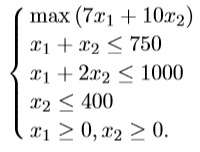 max (7x₁ + 10x₂)
x₁ + x₂ ≤ 750
x₁ + 2x₂ ≤ 1000
x₂ ≤ 400
x₁ ≥ 0, x₂ ≥ 0.